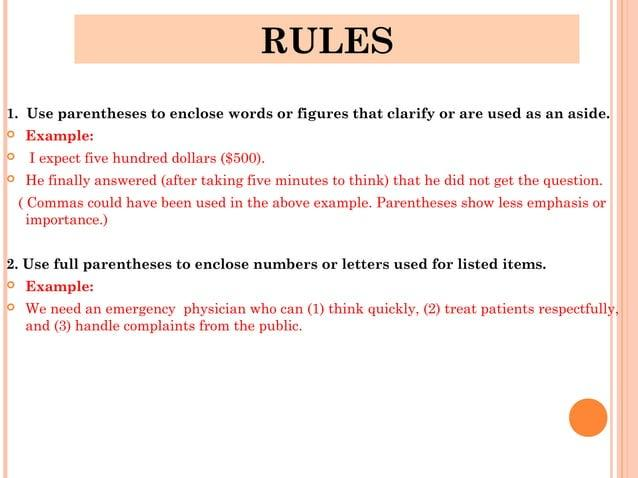 RULES
1. Use parentheses to enclose words or figures that clarify or are used as an aside.
Example:
I expect five hundred dollars ($500).
He finally answered (after taking five minutes to think) that he did not get the question.
( Commas could have been used in the above example. Parentheses show less emphasis or
importance.)
2. Use full parentheses to enclose numbers or letters used for listed items.
Example:
We need an emergency physician who can (1) think quickly, (2) treat patients respectfully,
and (3) handle complaints from the public.